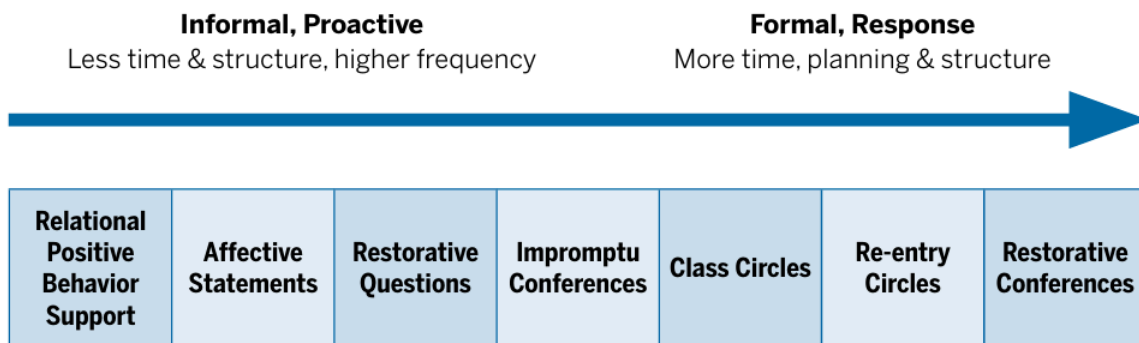 Informal, Proactive
Less time & structure, higher frequency
Formal, Response
More time, planning & structure
Relational
Positive
Behavior
Support
Affective
Statements
Restorative
Questions
Impromptu
Conferences
Class Circles
Re-entry
Circles
Restorative
Conferences